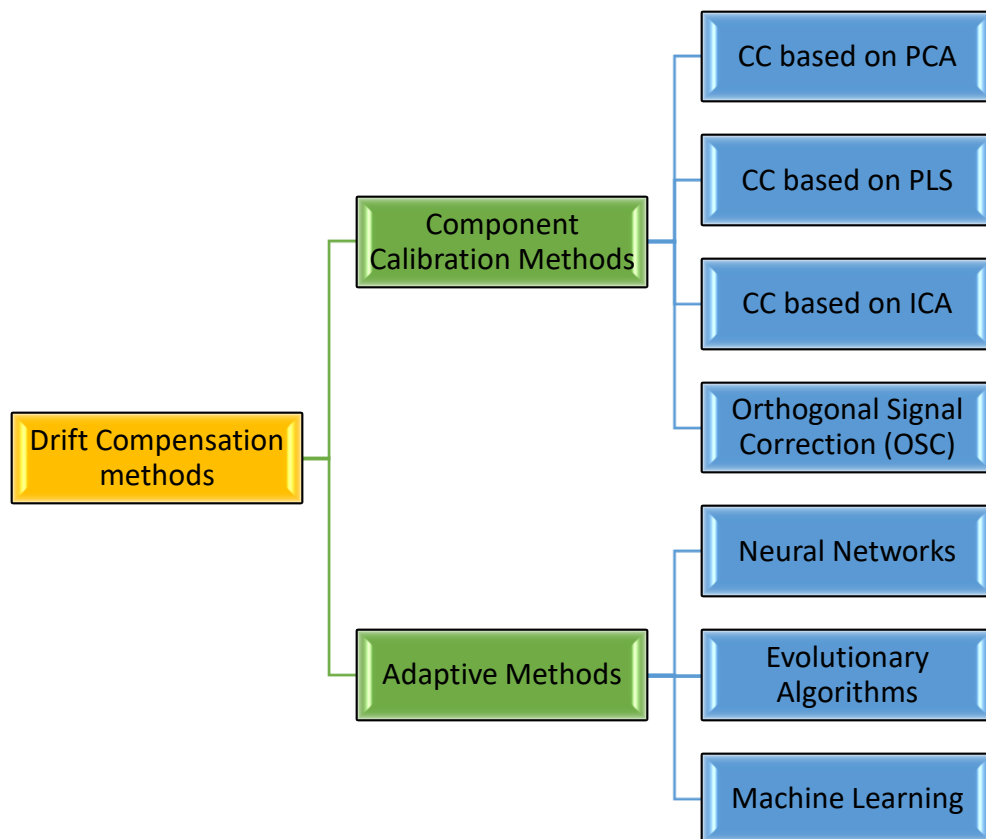 CC based on PCA
CC based on PLS
Component
Calibration Methods
CC based on ICA
Orthogonal Signal
Correction (OSC)
Drift Compensation
methods
Neural Networks
Adaptive Methods
Evolutionary
Algorithms
Machine Learning